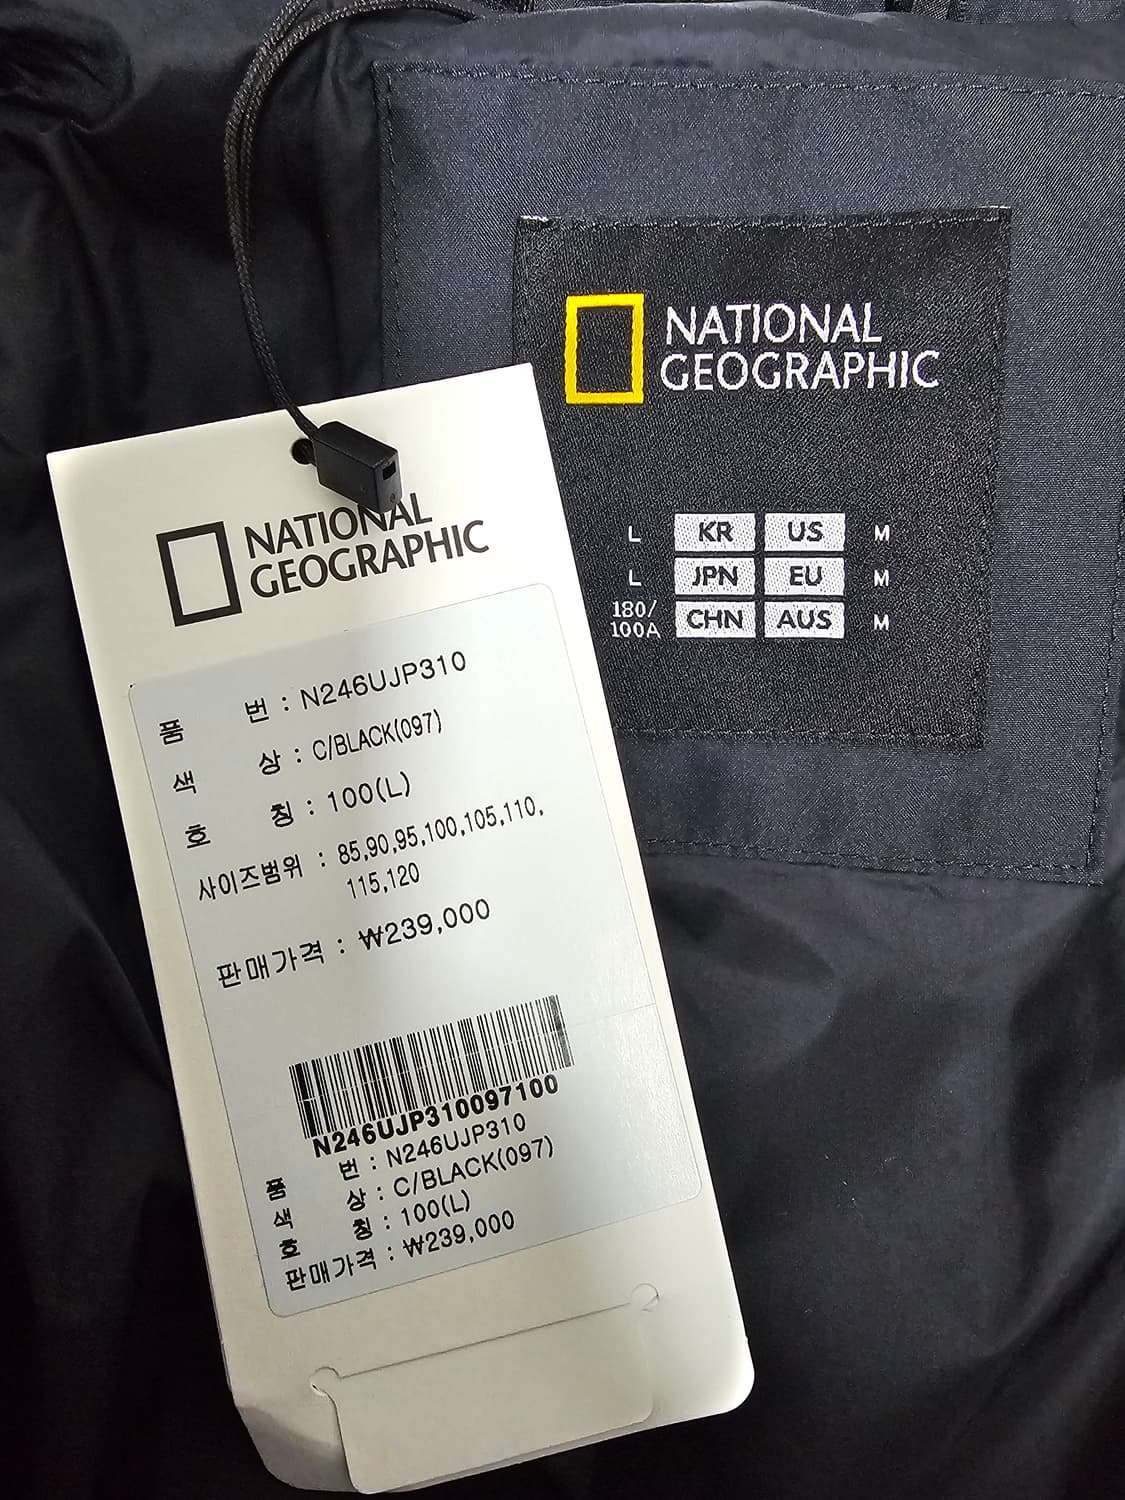 NATIONAL
GEOGRAPHIC
L KR US M
L JPN EU M
180/
100A CHN AUS M
NATIONAL
GEOGRAPHIC
품 번 : N246UJP310
색 상 : C/BLACK(097)
호 칭 : 100(L)
사이즈범위 : 85,90,95,100,105,110,
115,120
판매가격 : ₩239,000
N246UJP310097100
품 번 : N246UJP310
색 상 : C/BLACK(097)
호 칭 : 100(L)
판매가격 : ₩239,000